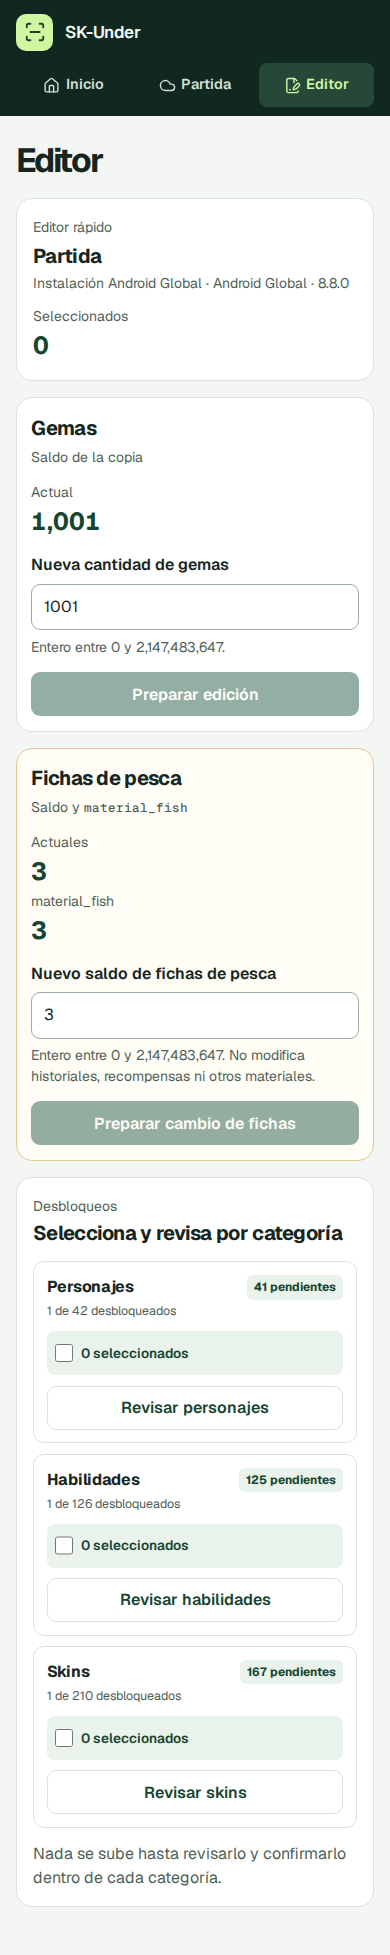 SK-Under
Inicio
Partida
Editor
Editor
Editor rápido
Partida
Instalación Android Global · Android Global · 8.8.0
Seleccionados
0
Gemas
Saldo de la copia
Actual
1,001
Nueva cantidad de gemas
1001
Entero entre 0 y 2,147,483,647.
Preparar edición
Fichas de pesca
Saldo y material_fish
Actuales
3
material_fish
3
Nuevo saldo de fichas de pesca
3
Entero entre 0 y 2,147,483,647. No modifica
historiales, recompensas ni otros materiales.
Preparar cambio de fichas
Desbloqueos
Selecciona y revisa por categoría
Personajes
41 pendientes
1 de 42 desbloqueados
0 seleccionados
Revisar personajes
Habilidades
125 pendientes
1 de 126 desbloqueados
0 seleccionados
Revisar habilidades
Skins
167 pendientes
1 de 210 desbloqueados
0 seleccionados
Revisar skins
Nada se sube hasta revisarlo y confirmarlo
dentro de cada categoría.